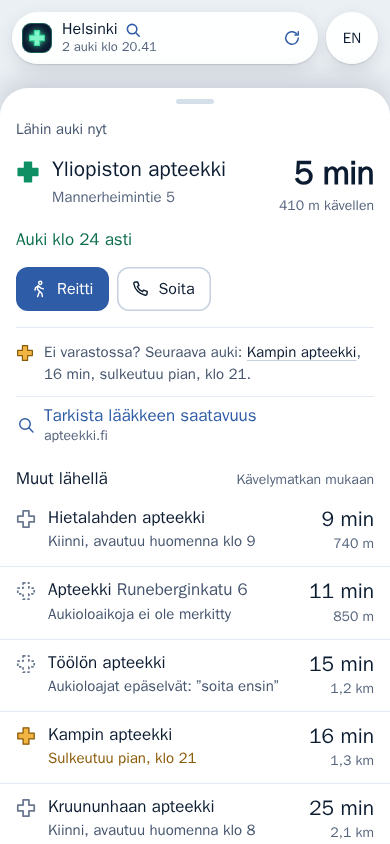 Helsinki
2 auki klo 20.41
EN
Lähin auki nyt
Yliopiston apteekki
5 min
Mannerheimintie 5
410 m kävellen
Auki klo 24 asti
Reitti
Soita
Ei varastossa? Seuraava auki: Kampin apteekki,
16 min, sulkeutuu pian, klo 21.
Tarkista lääkkeen saatavuus
apteekki.fi
Muut lähellä
Kävelymatkan mukaan
Hietalahden apteekki
9 min
Kiinni, avautuu huomenna klo 9
740 m
Apteekki Runeberginkatu 6
11 min
Aukioloaikoja ei ole merkitty
850 m
Töölön apteekki
15 min
Aukioloajat epäselvät: ”soita ensin”
1,2 km
Kampin apteekki
16 min
Sulkeutuu pian, klo 21
1,3 km
Kruununhaan apteekki
25 min
Kiinni, avautuu huomenna klo 8
2,1 km